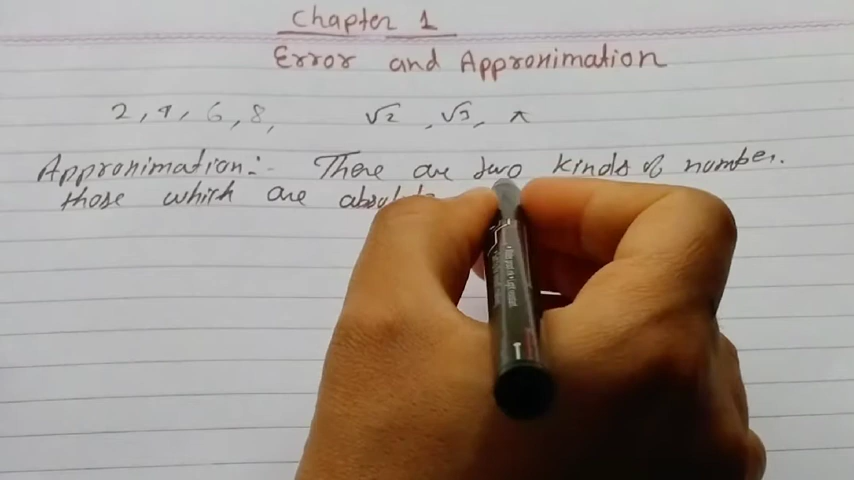 Chapter 1
Error and Approximation
2, 4, 6, 8, √2, √3, π
Approximation:- There are two kinds of number.
those which are